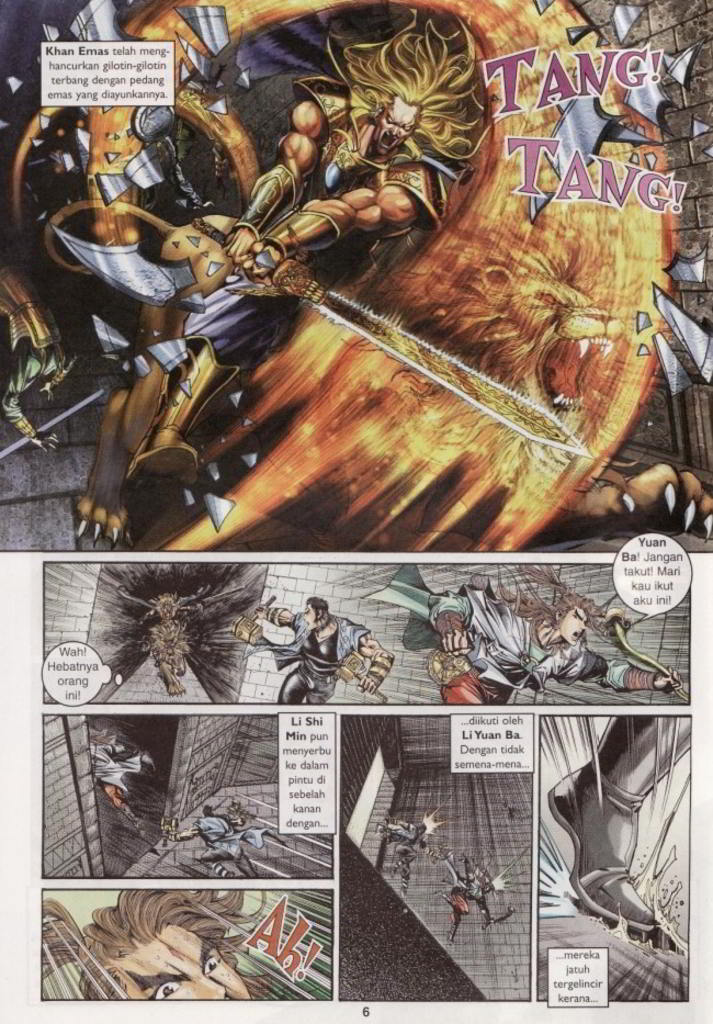 Khan Emas telah meng-
hancurkan gilotin-gilotin
terbang dengan pedang
emas yang diayunkannya.
TANG!
TANG!
Yuan
Ba! Jangan
takut! Mari
kau ikut
aku ini!
Wah!
Hebatnya
orang
ini!
Li Shi
Min pun
menyerbu
ke dalam
pintu di
sebelah
kanan
dengan...
...diikuti oleh
Li Yuan Ba.
Dengan tidak
semena-mena...
Ah!
...mereka
jatuh
tergelincir
kerana...
6